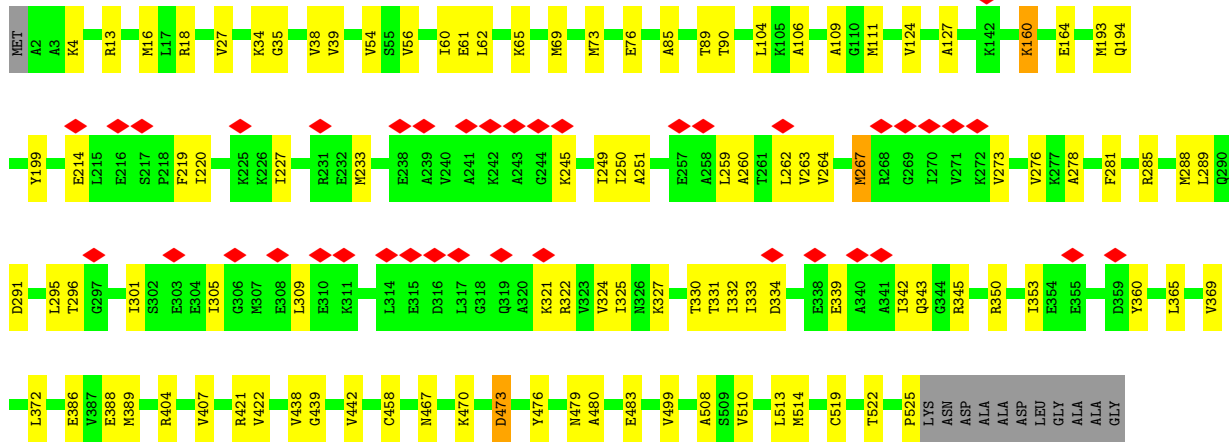 MET A2 A3 K4 R13 M16 L17 R18 V27 K34 G35 V38 V39 V54 S55 V56 I60 E61 L62 K65 M69 M73 E76 A85 T89 T90 L104 K105 A106 A109 G110 M111 V124 A127 K142 K160 E164 M193 Q194
Y199 E214 L215 E216 S217 P218 F219 I220 K225 K226 I227 R231 E232 M233 E238 A239 V240 A241 K242 A243 G244 K245 I249 I250 A251 E257 A258 L259 A260 T261 L262 V263 V264 M267 R268 G269 I270 V271 K272 V273 V276 K277 A278 F281 R285 M288 L289 Q290
D291 L295 T296 G297 I301 S302 E303 E304 I305 G306 M307 E308 L309 E310 K311 L314 E315 D316 L317 G318 Q319 A320 K321 R322 V323 V324 I325 N326 K327 T330 T331 I332 I333 D334 E338 E339 A340 A341 I342 Q343 G344 R345 R350 I353 E354 E355 D359 Y360 L365 V369
L372 E386 V387 E388 M389 R404 V407 R421 V422 V438 G439 V442 C458 N467 K470 D473 Y476 N479 A480 E483 V499 A508 S509 V510 L513 M514 C519 T522 P525 LYS ASN ASP ALA ALA ASP LEU GLY ALA ALA GLY